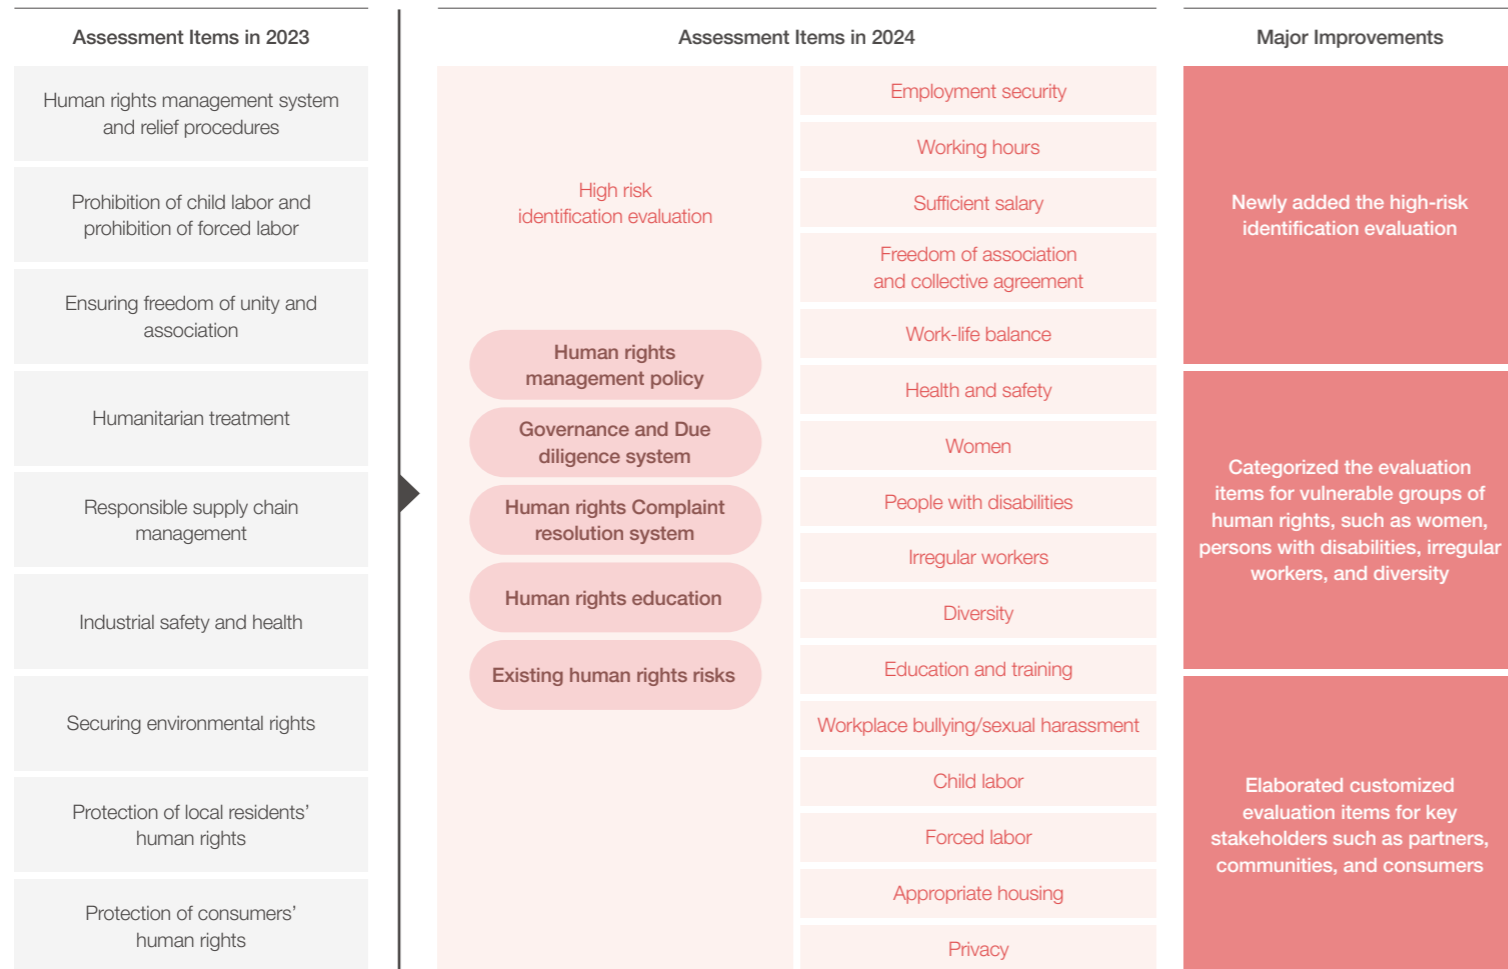 Assessment Items in 2023
Human rights management system
and relief procedures
Prohibition of child labor and
prohibition of forced labor
Ensuring freedom of unity and
association
Humanitarian treatment
Responsible supply chain
management
Industrial safety and health
Securing environmental rights
Protection of local residents’
human rights
Protection of consumers’
human rights
Assessment Items in 2024
High risk
identification evaluation
Human rights
management policy
Governance and Due
diligence system
Human rights Complaint
resolution system
Human rights education
Existing human rights risks
Employment security
Working hours
Sufficient salary
Freedom of association
and collective agreement
Work-life balance
Health and safety
Women
People with disabilities
Irregular workers
Diversity
Education and training
Workplace bullying/sexual harassment
Child labor
Forced labor
Appropriate housing
Privacy
Major Improvements
Newly added the high-risk
identification evaluation
Categorized the evaluation
items for vulnerable groups of
human rights, such as women,
persons with disabilities, irregular
workers, and diversity
Elaborated customized
evaluation items for key
stakeholders such as partners,
communities, and consumers